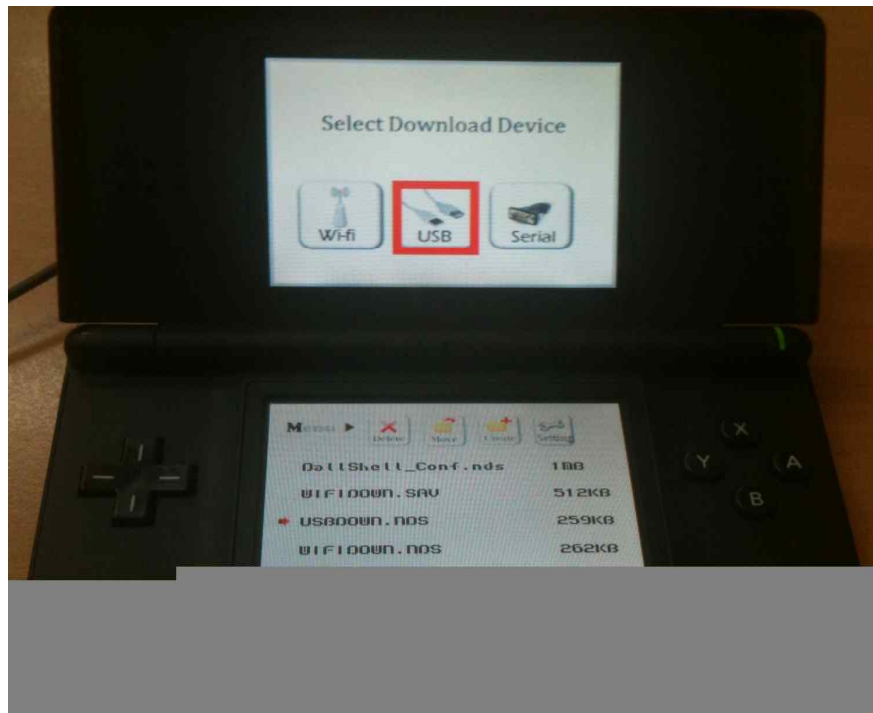 Select Download Device
Wi-fi
USB
Serial
Menu
Delete Move Create Setting
DallShell_Conf.nds 1MB
WIFIDOWN.SAV 512KB
USBDOWN.NDS 259KB
WIFIDOWN.NDS 262KB
X
Y
A
B